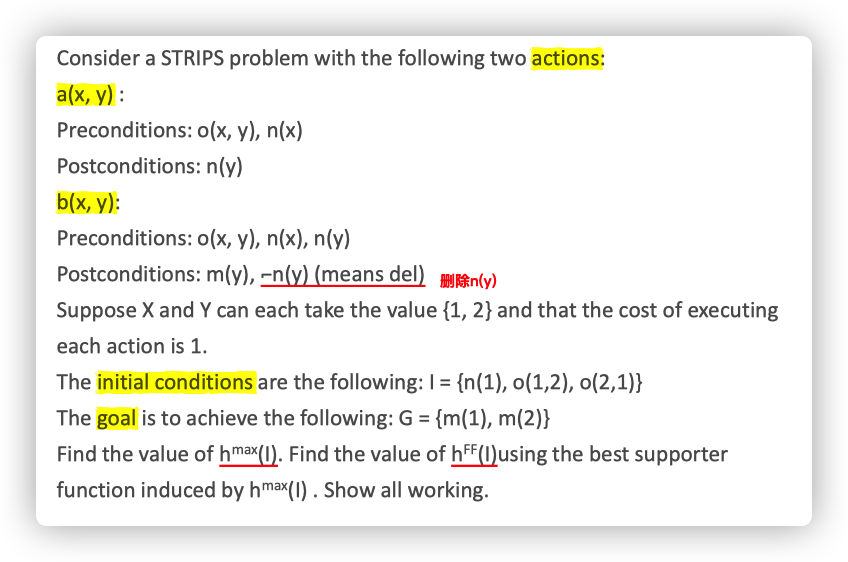 Consider a STRIPS problem with the following two actions:
a(x, y) :
Preconditions: o(x, y), n(x)
Postconditions: n(y)
b(x, y):
Preconditions: o(x, y), n(x), n(y)
Postconditions: m(y), ¬n(y) (means del) 删除n(y)
Suppose X and Y can each take the value {1, 2} and that the cost of executing
each action is 1.
The initial conditions are the following: I = {n(1), o(1,2), o(2,1)}
The goal is to achieve the following: G = {m(1), m(2)}
Find the value of hmax(I). Find the value of hFF(I)using the best supporter
function induced by hmax(I) . Show all working.